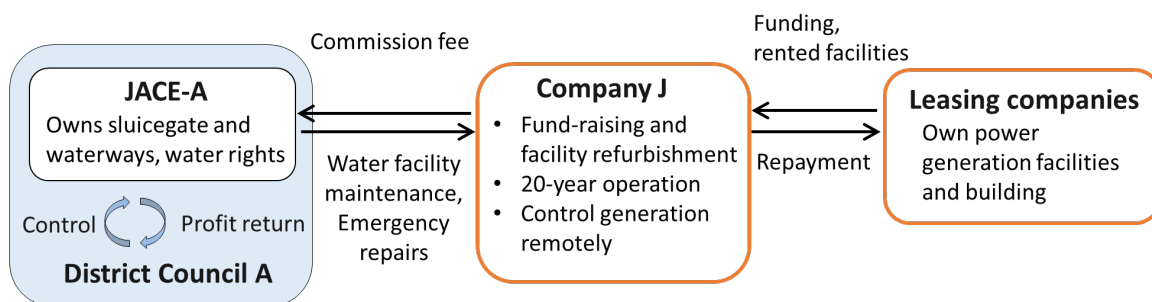 Commission fee
JACE-A
Owns sluicegate and
waterways, water rights
Control
Profit return
District Council A
Water facility
maintenance,
Emergency
repairs
Company J
• Fund-raising and
facility refurbishment
• 20-year operation
• Control generation
remotely
Funding,
rented facilities
Repayment
Leasing companies
Own power
generation facilities
and building